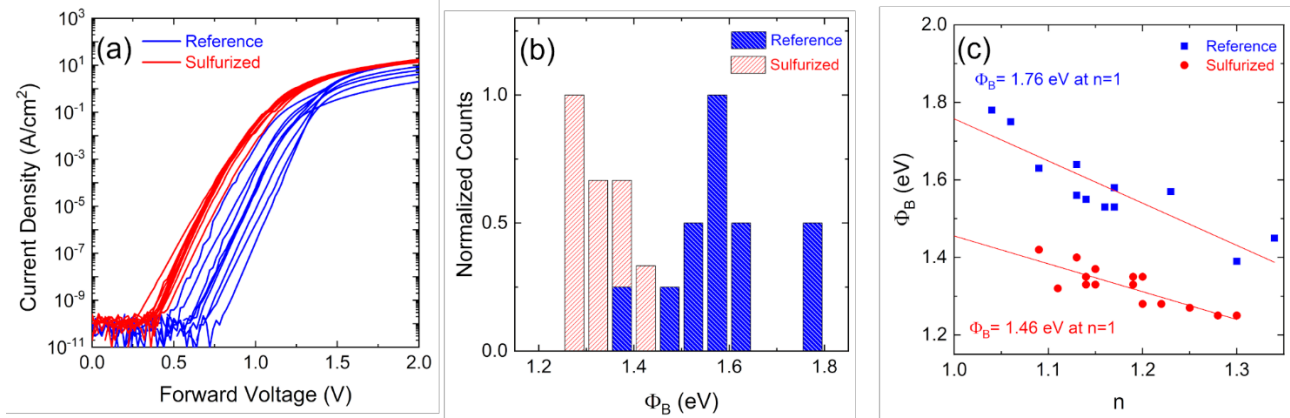 (a)
Reference
Sulfurized
10³
10¹
10⁻¹
10⁻³
10⁻⁵
10⁻⁷
10⁻⁹
10⁻¹¹
0.0 0.5 1.0 1.5 2.0
Current Density (A/cm²)
Forward Voltage (V)
(b)
Reference
Sulfurized
1.0
0.5
0.0
1.2 1.4 1.6 1.8
Normalized Counts
Φ_B (eV)
(c)
Reference
Sulfurized
Φ_B= 1.76 eV at n=1
Φ_B= 1.46 eV at n=1
2.0
1.8
1.6
1.4
1.2
1.0 1.1 1.2 1.3
Φ_B (eV)
n